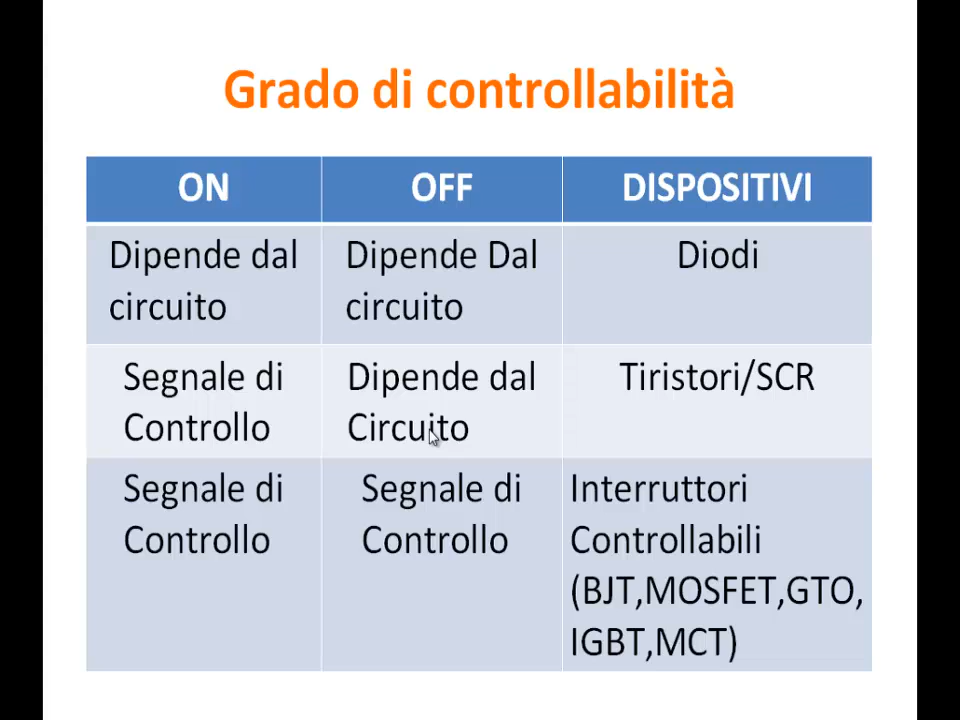 Grado di controllabilità
ON OFF DISPOSITIVI
Dipende dal Dipende Dal Diodi
circuito circuito
Segnale di Dipende dal Tiristori/SCR
Controllo Circuito
Segnale di Segnale di Interruttori
Controllo Controllo Controllabili
(BJT,MOSFET,GTO,
IGBT,MCT)